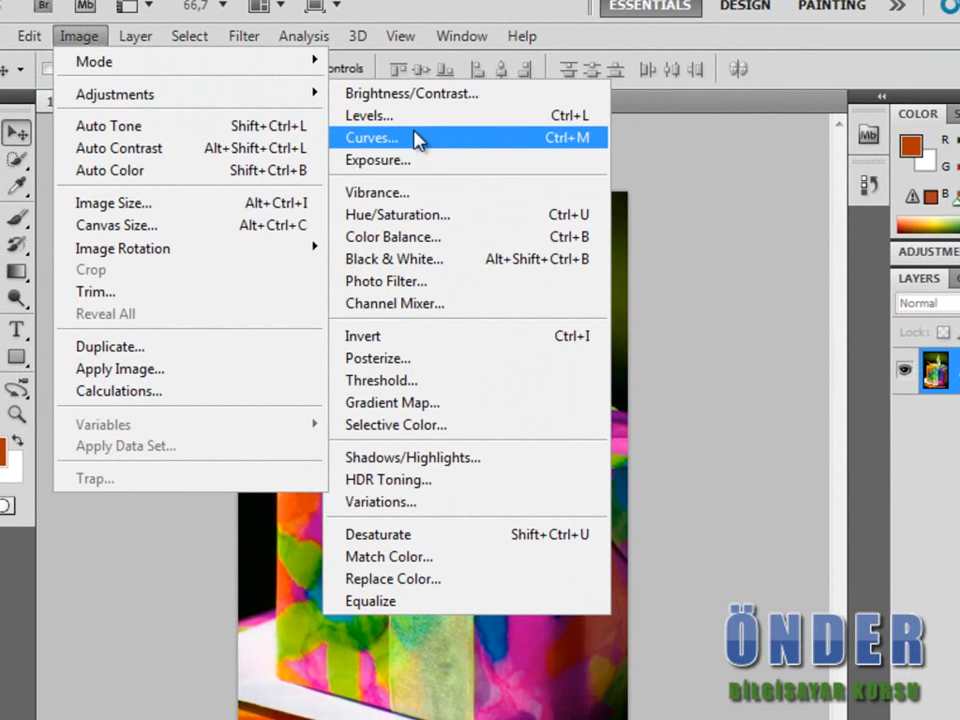 Br Mb 66,7 ESSENTIALS DESIGN PAINTING
Edit Image Layer Select Filter Analysis 3D View Window Help
ontrols
1
Mode
Adjustments
Auto Tone Shift+Ctrl+L
Auto Contrast Alt+Shift+Ctrl+L
Auto Color Shift+Ctrl+B
Image Size... Alt+Ctrl+I
Canvas Size... Alt+Ctrl+C
Image Rotation
Crop
Trim...
Reveal All
Duplicate...
Apply Image...
Calculations...
Variables
Apply Data Set...
Trap...
Brightness/Contrast...
Levels... Ctrl+L
Curves... Ctrl+M
Exposure...
Vibrance...
Hue/Saturation... Ctrl+U
Color Balance... Ctrl+B
Black & White... Alt+Shift+Ctrl+B
Photo Filter...
Channel Mixer...
Invert Ctrl+I
Posterize...
Threshold...
Gradient Map...
Selective Color...
Shadows/Highlights...
HDR Toning...
Variations...
Desaturate Shift+Ctrl+U
Match Color...
Replace Color...
Equalize
T
Mb
COLOR S
R
G
B
ADJUSTME
LAYERS
Normal
Lock:
ÖNDER
BİLGİSAYAR KURSU